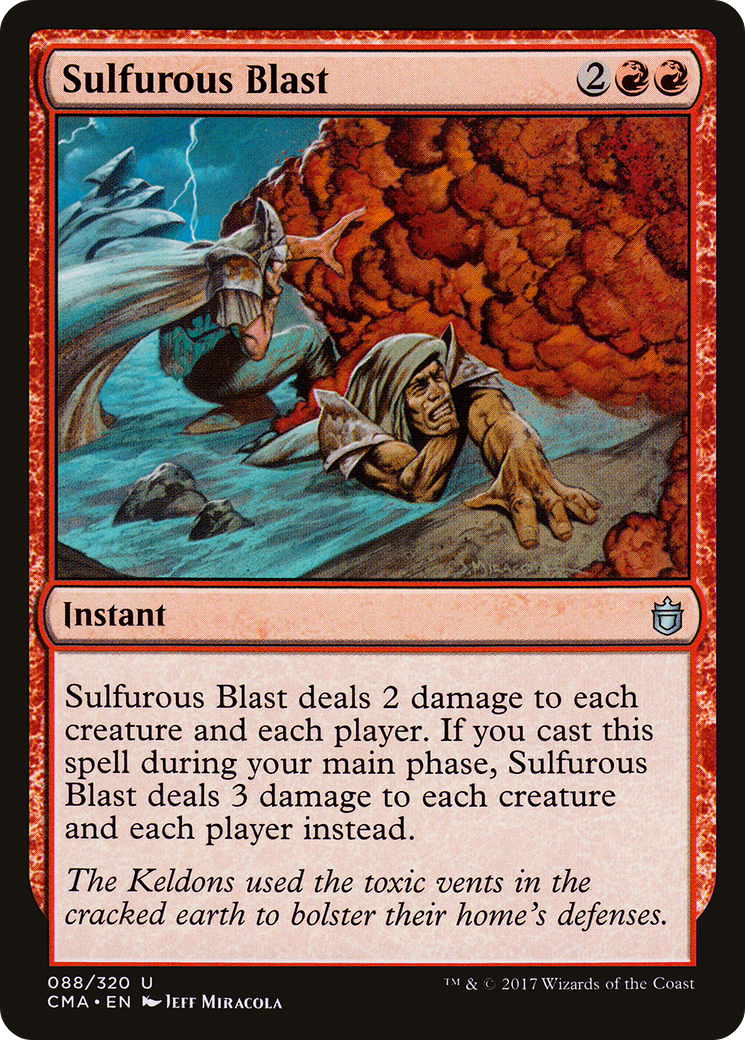 Sulfurous Blast 2
Instant
Sulfurous Blast deals 2 damage to each
creature and each player. If you cast this
spell during your main phase, Sulfurous
Blast deals 3 damage to each creature
and each player instead.
The Keldons used the toxic vents in the
cracked earth to bolster their home's defenses.
088/320 U
CMA • EN Jeff Miracola
™ & © 2017 Wizards of the Coast